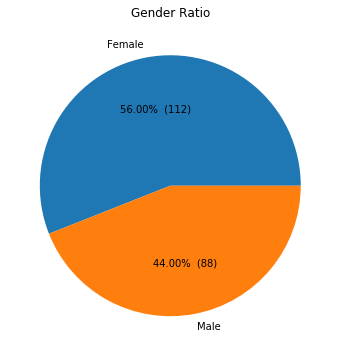 Gender Ratio
Female
56.00%  (112)
44.00%  (88)
Male